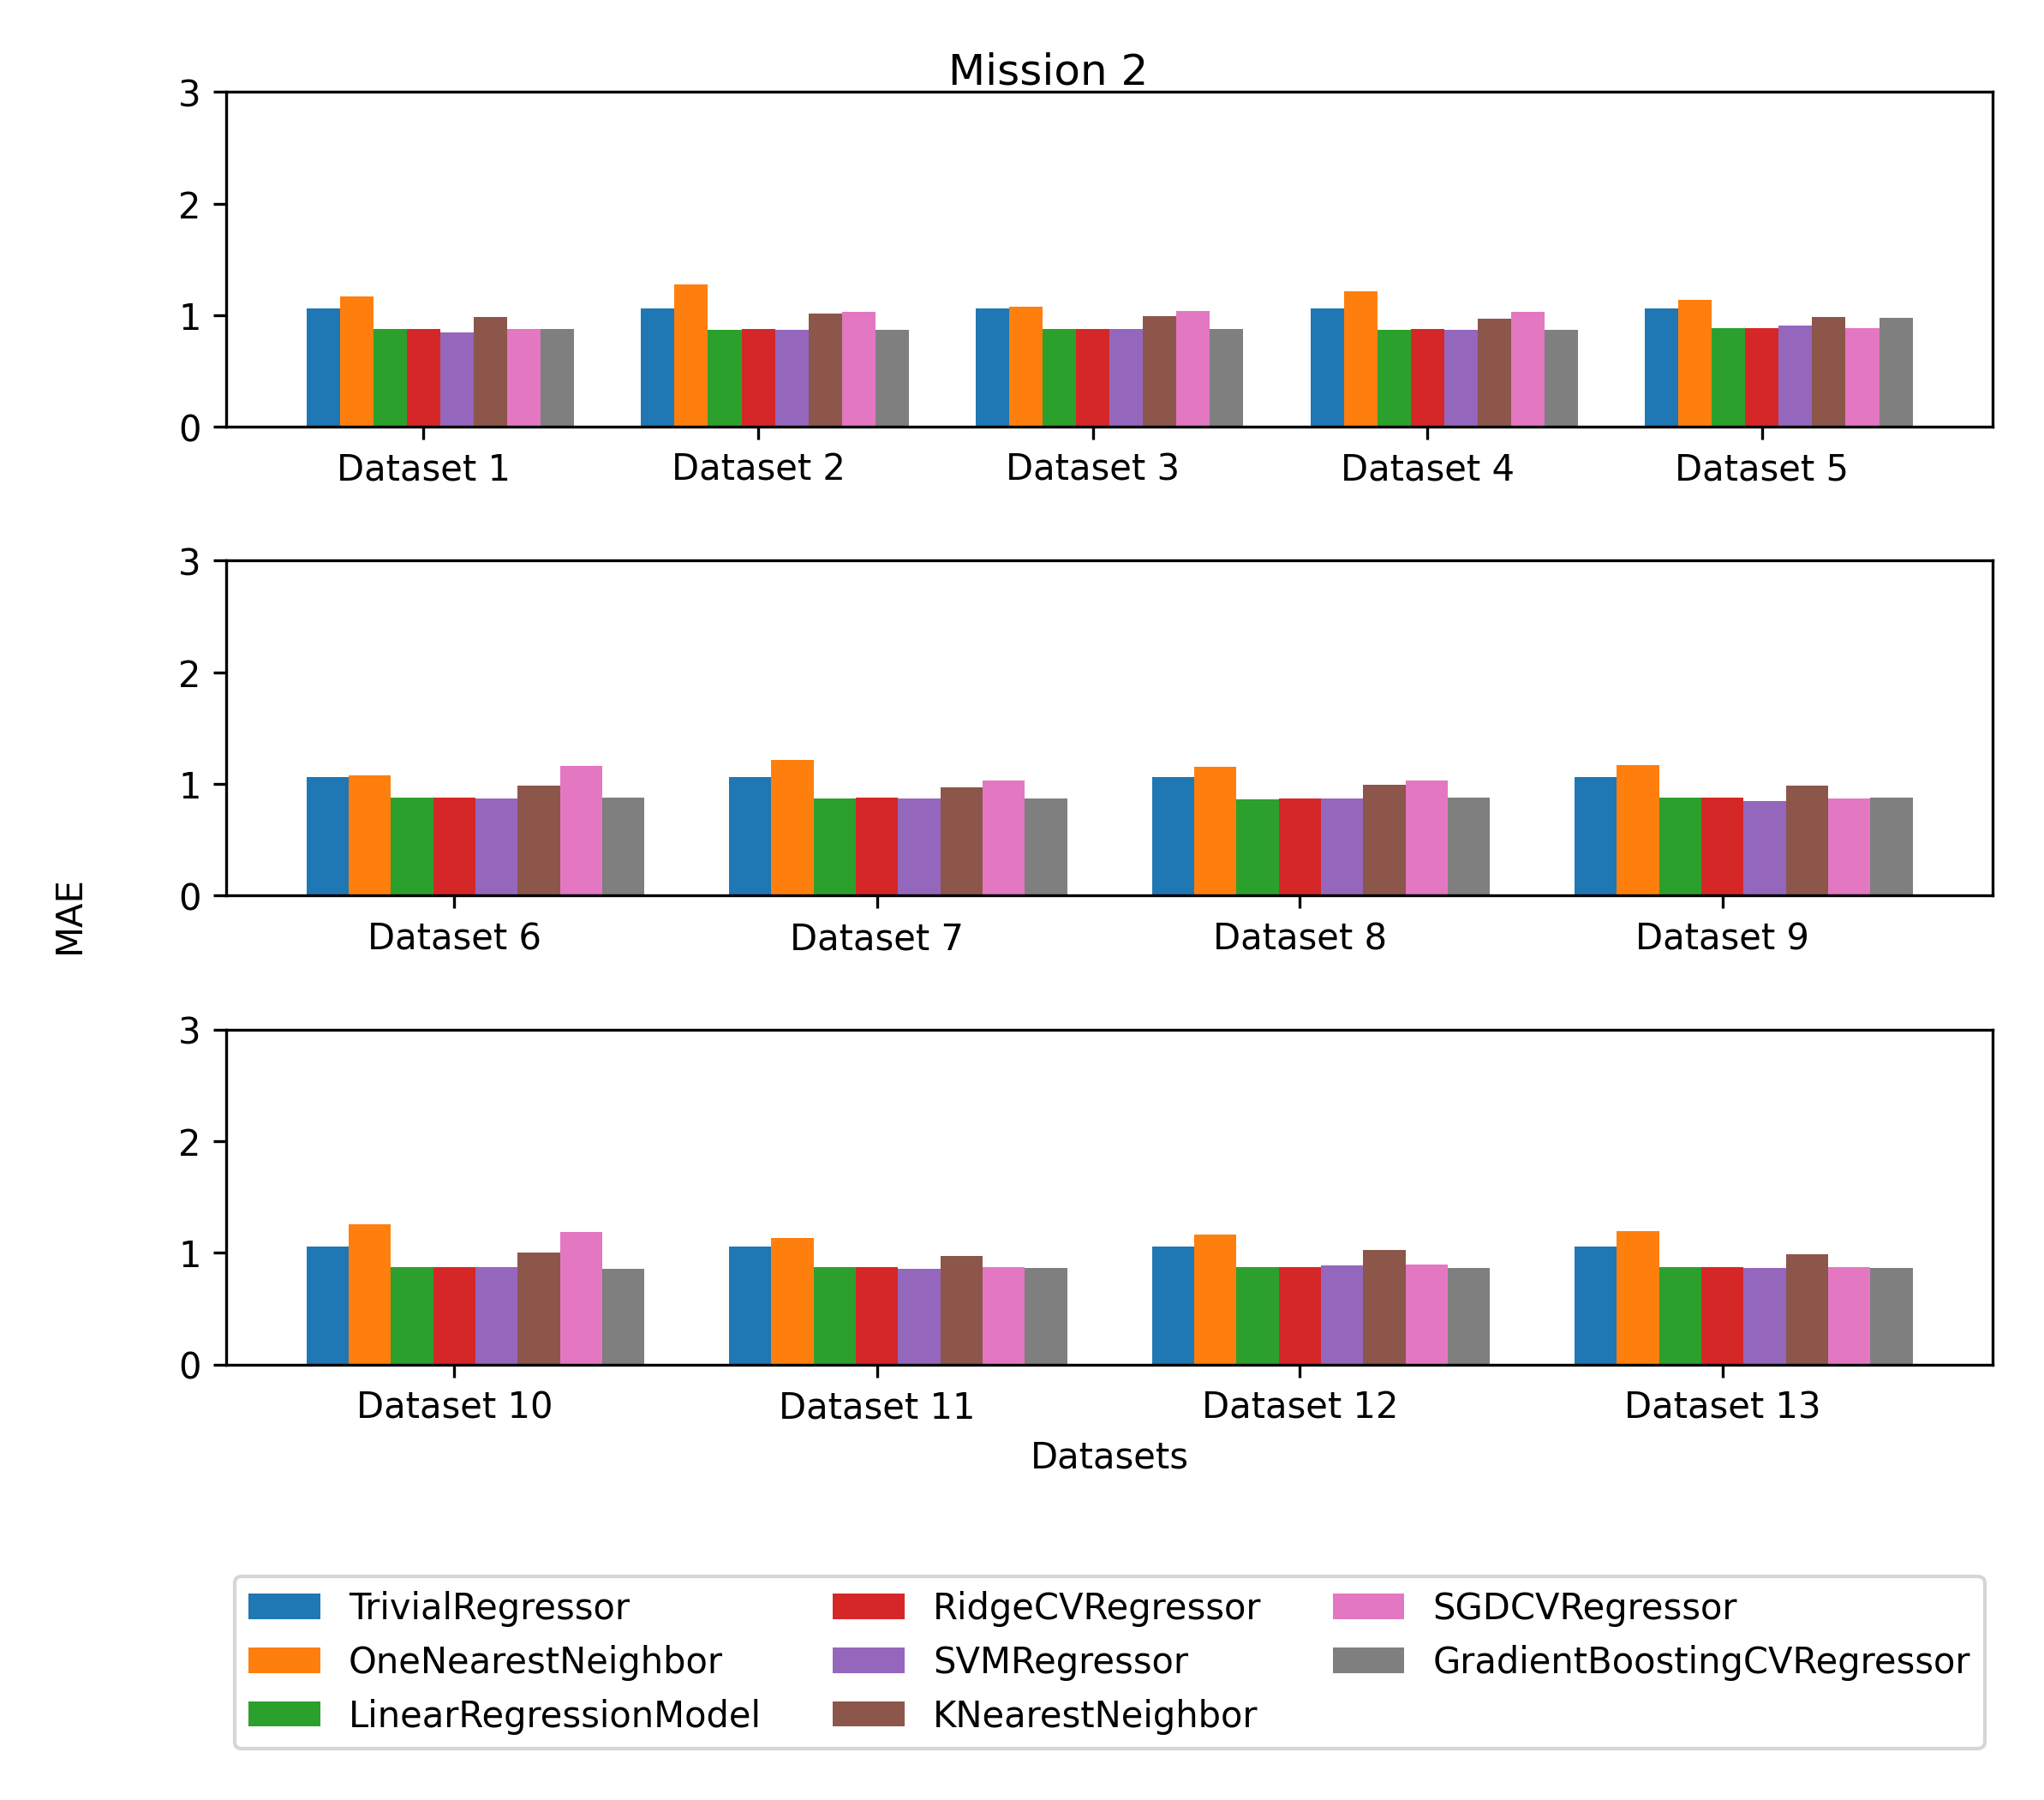 Mission 2
3
2
1
0
Dataset 1 Dataset 2 Dataset 3 Dataset 4 Dataset 5
3
2
1
0
Dataset 6 Dataset 7 Dataset 8 Dataset 9
MAE
3
2
1
0
Dataset 10 Dataset 11 Dataset 12 Dataset 13
Datasets
TrivialRegressor RidgeCVRegressor SGDCVRegressor
OneNearestNeighbor SVMRegressor GradientBoostingCVRegressor
LinearRegressionModel KNearestNeighbor